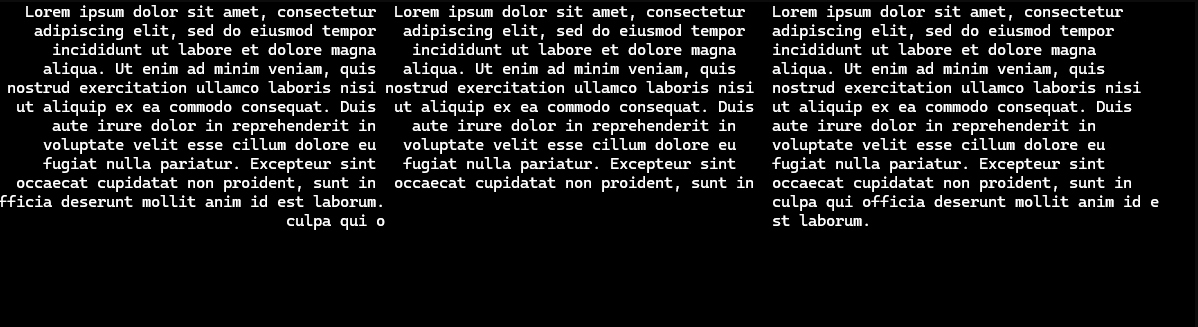 Lorem ipsum dolor sit amet, consectetur
adipiscing elit, sed do eiusmod tempor
incididunt ut labore et dolore magna
aliqua. Ut enim ad minim veniam, quis
nostrud exercitation ullamco laboris nisi
ut aliquip ex ea commodo consequat. Duis
aute irure dolor in reprehenderit in
voluptate velit esse cillum dolore eu
fugiat nulla pariatur. Excepteur sint
occaecat cupidatat non proident, sunt in
fficia deserunt mollit anim id est laborum.
culpa qui o
Lorem ipsum dolor sit amet, consectetur
adipiscing elit, sed do eiusmod tempor
incididunt ut labore et dolore magna
aliqua. Ut enim ad minim veniam, quis
nostrud exercitation ullamco laboris nisi
ut aliquip ex ea commodo consequat. Duis
aute irure dolor in reprehenderit in
voluptate velit esse cillum dolore eu
fugiat nulla pariatur. Excepteur sint
occaecat cupidatat non proident, sunt in
Lorem ipsum dolor sit amet, consectetur
adipiscing elit, sed do eiusmod tempor
incididunt ut labore et dolore magna
aliqua. Ut enim ad minim veniam, quis
nostrud exercitation ullamco laboris nisi
ut aliquip ex ea commodo consequat. Duis
aute irure dolor in reprehenderit in
voluptate velit esse cillum dolore eu
fugiat nulla pariatur. Excepteur sint
occaecat cupidatat non proident, sunt in
culpa qui officia deserunt mollit anim id e
st laborum.